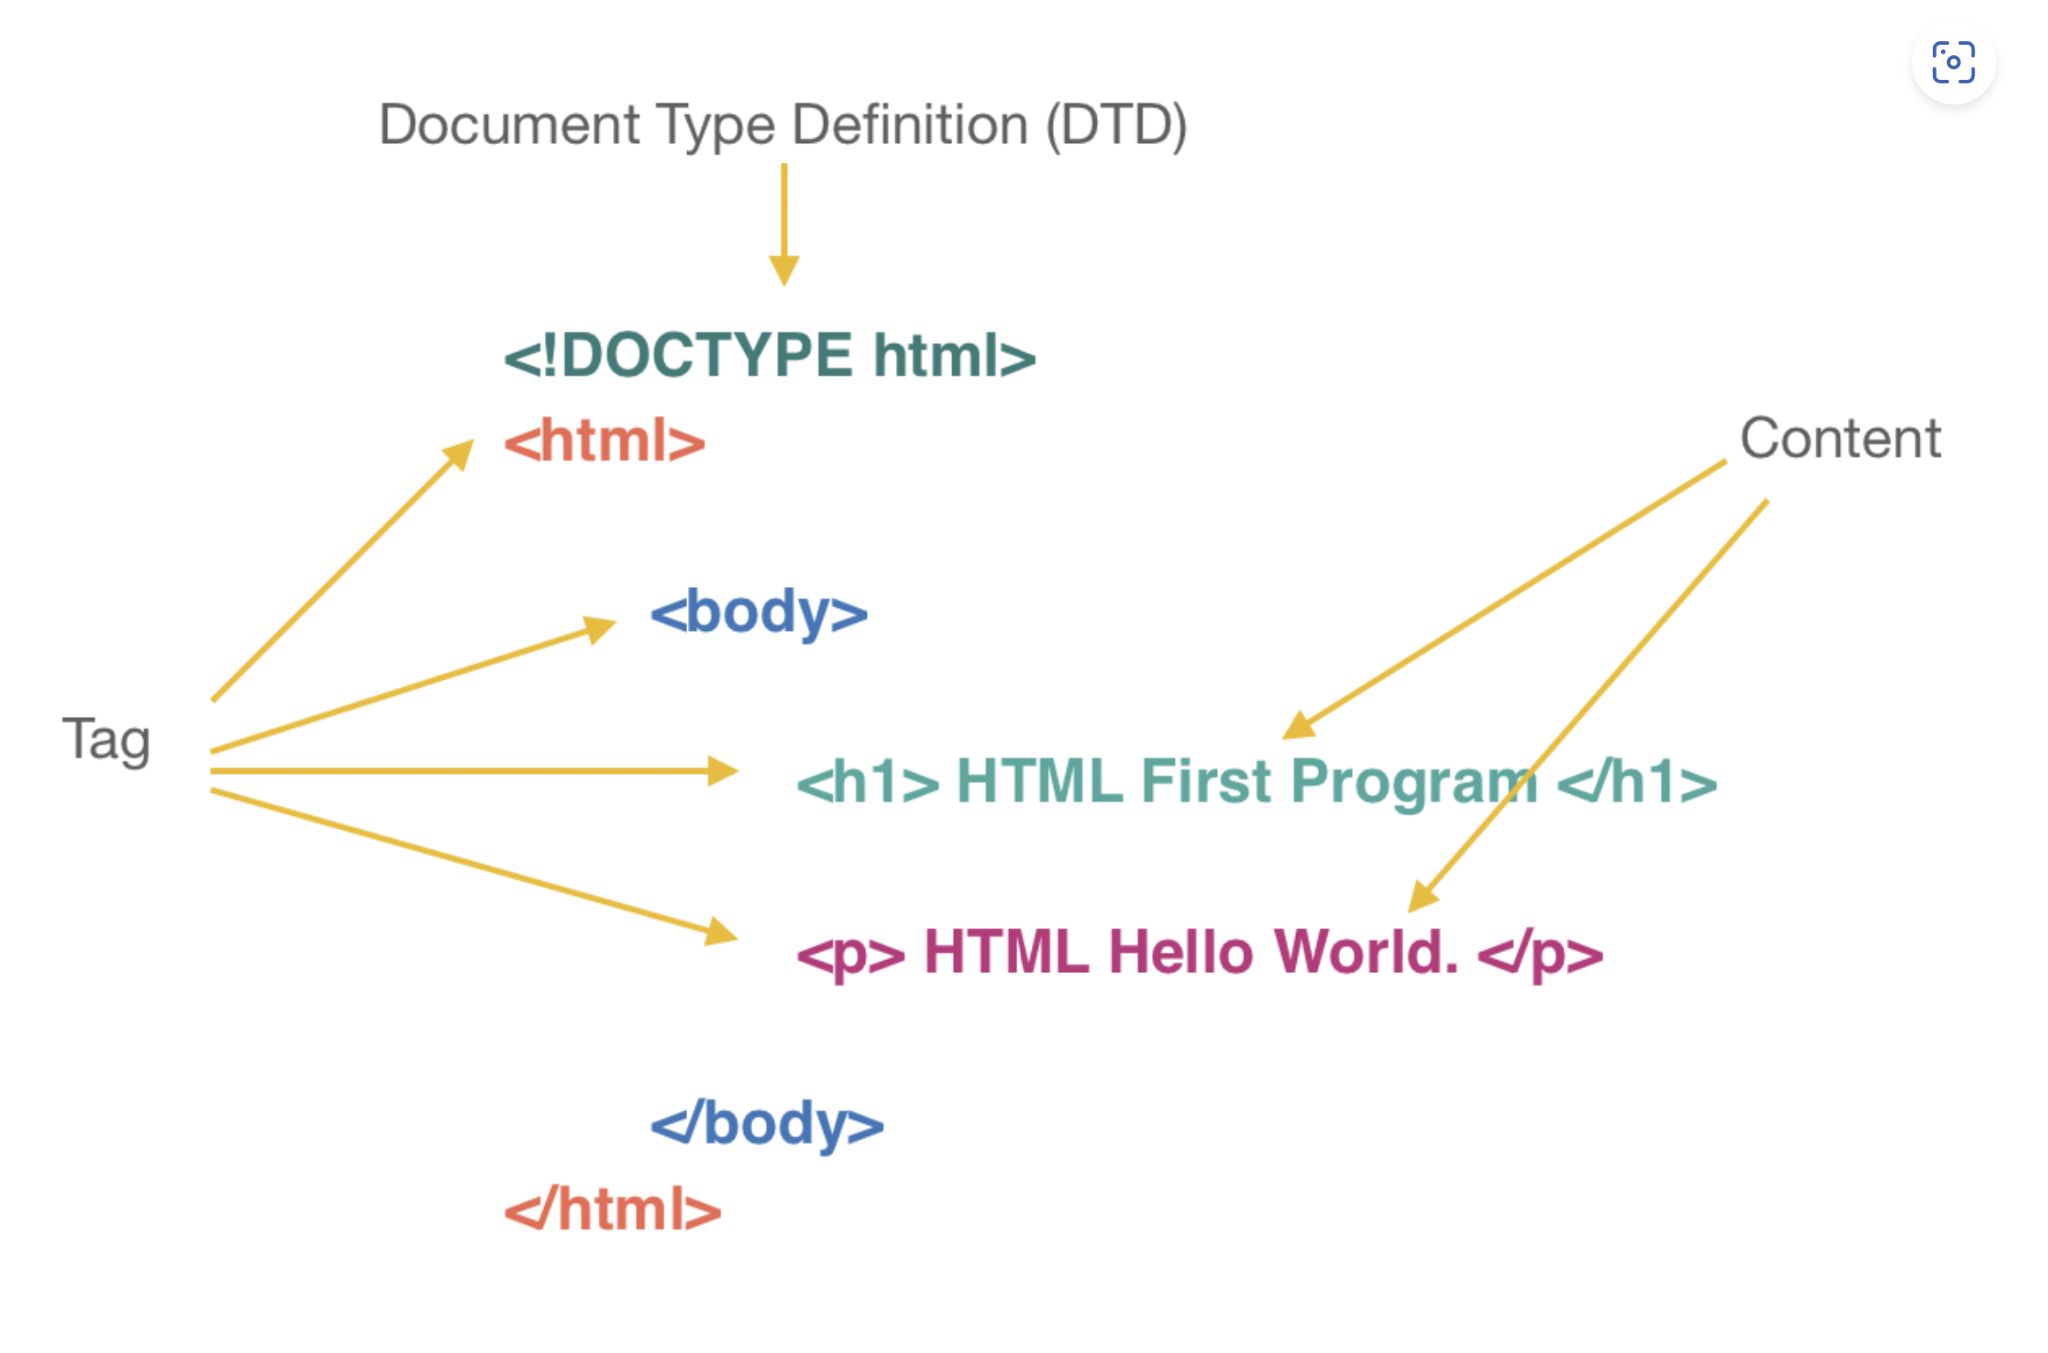 Document Type Definition (DTD)
<!DOCTYPE html>
<html>
Content
<body>
Tag
<h1> HTML First Program </h1>
<p> HTML Hello World. </p>
</body>
</html>